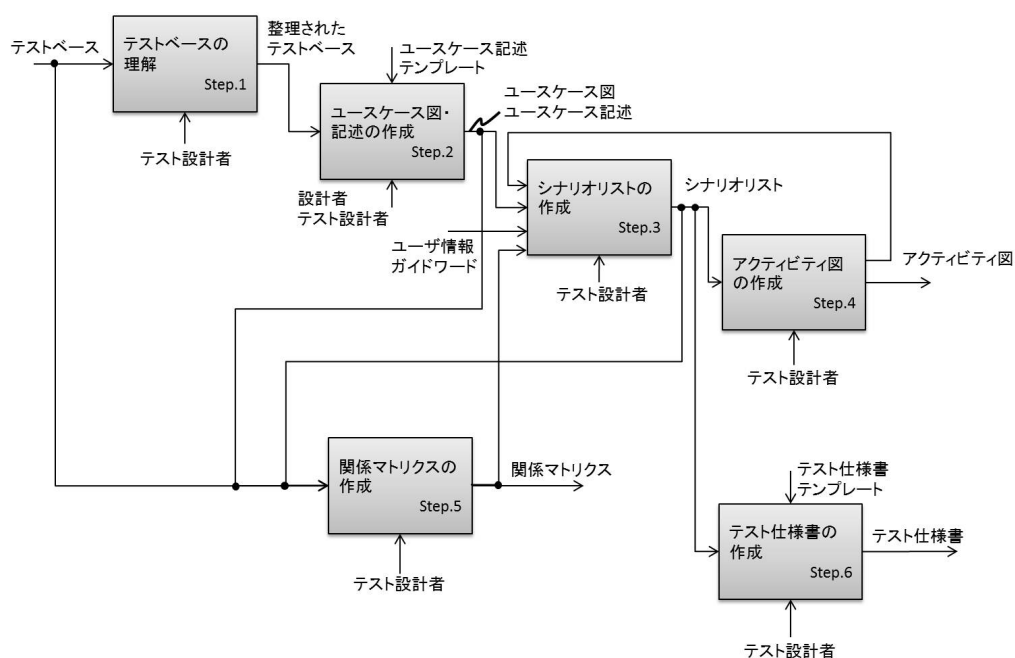 テストベース
テストベースの
理解
Step.1
整理された
テストベース
テスト設計者
ユースケース記述
テンプレート
ユースケース図・
記述の作成
Step.2
設計者
テスト設計者
ユースケース図
ユースケース記述
シナリオリストの
作成
Step.3
ユーザ情報
ガイドワード
テスト設計者
シナリオリスト
アクティビティ図
の作成
Step.4
アクティビティ図
テスト設計者
関係マトリクスの
作成
Step.5
関係マトリクス
テスト設計者
テスト仕様書
テンプレート
テスト仕様書の
作成
Step.6
テスト仕様書
テスト設計者